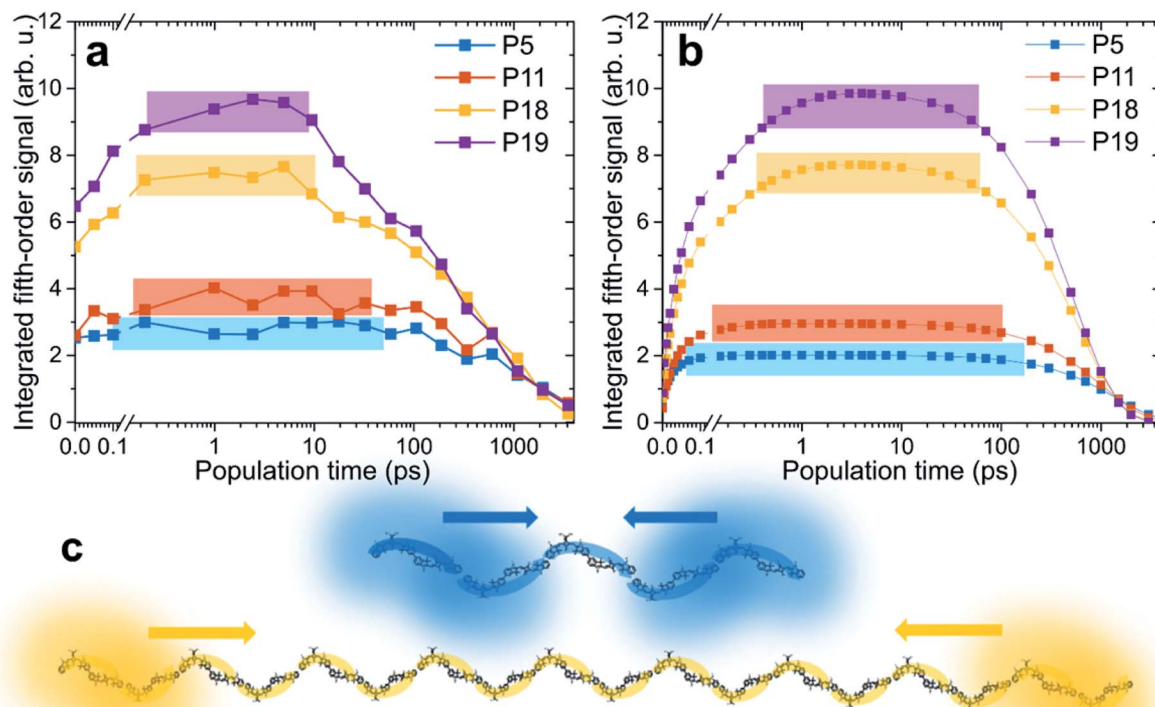 a
Integrated fifth-order signal (arb. u.)
12
10
8
6
4
2
0
P5
P11
P18
P19
0.0 0.1 1 10 100 1000
Population time (ps)
b
Integrated fifth-order signal (arb. u.)
12
10
8
6
4
2
0
P5
P11
P18
P19
0.0 0.1 1 10 100 1000
Population time (ps)
c